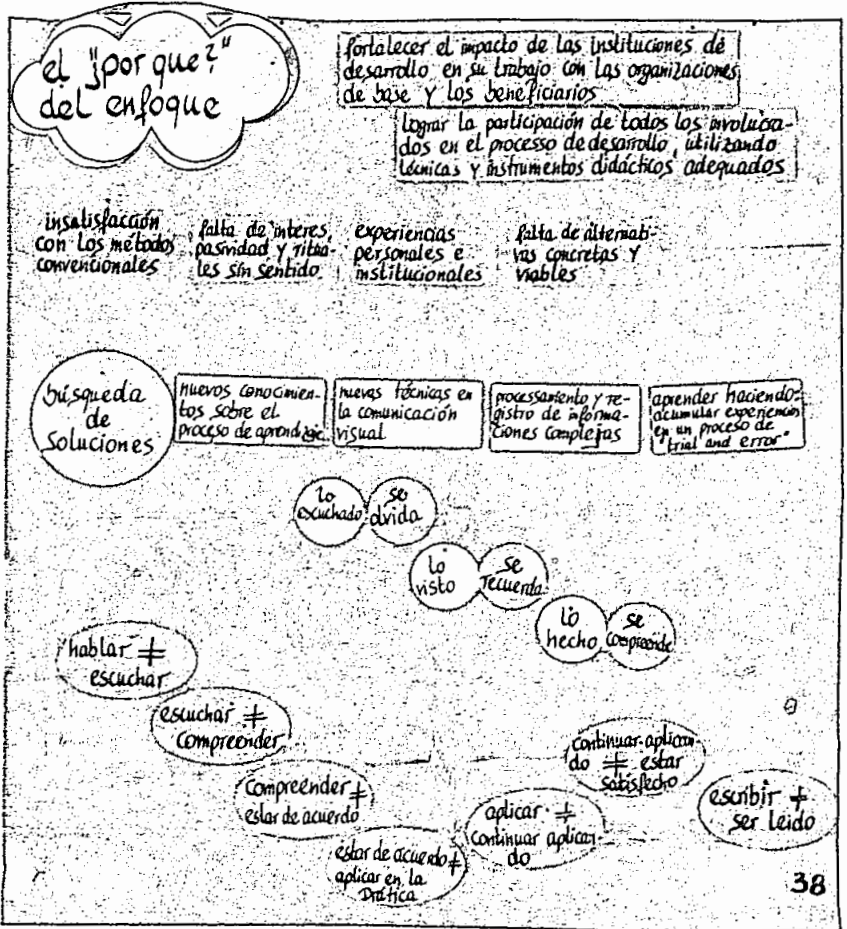 el "¿por que?"
del enfoque
fortalecer el impacto de las instituciones de
desarrollo en su trabajo con las organizaciones
de base y los beneficiarios
lograr la participación de todos los involucra-
dos en el proceso de desarrollo, utilizando
técnicas y instrumentos didácticos adequados
insatisfacción
con los métodos
convencionales
falta de interes,
pasividad y ritua-
les sin sentido
experiencias
personales e
institucionales
falta de alternati-
vas concretas y
viables
búsqueda
de
soluciones
nuevos conocimien-
tos sobre el
proceso de aprendizaje
nuevas técnicas en
la comunicación
visual
processamiento y re-
gistro de informa-
ciones complejas
aprender haciendo:
acumular experiencias
en un proceso de
"trial and error"
lo
escuchado
se
olvida
lo
visto
se
recuerda
lo
hecho
se
compreende
hablar ≠
escuchar
escuchar ≠
compreender
compreender ≠
estar de acuerdo
estar de acuerdo ≠
aplicar en la
prática
aplicar ≠
continuar aplican-
do
continuar aplican-
do ≠ estar
satisfecho
escribir ≠
ser leido
38